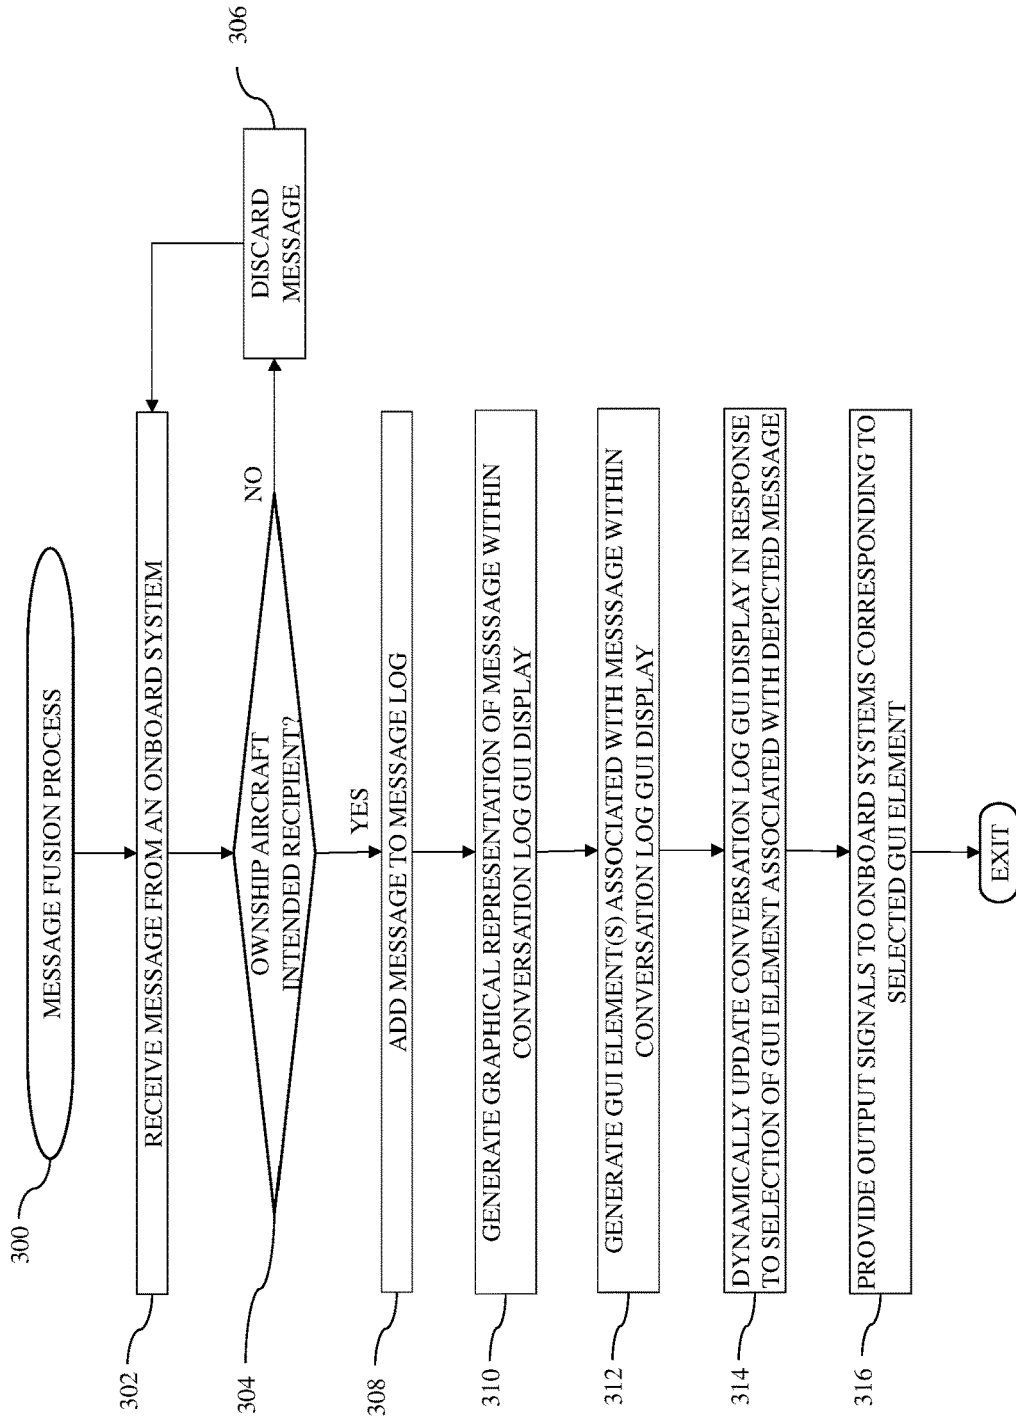 300
MESSAGE FUSION PROCESS
302
RECEIVE MESSAGE FROM AN ONBOARD SYSTEM
304
OWNSHIP AIRCRAFT
INTENDED RECIPIENT?
NO
DISCARD
MESSAGE
306
YES
308
ADD MESSAGE TO MESSAGE LOG
310
GENERATE GRAPHICAL REPRESENTATION OF MESSSAGE WITHIN
CONVERSATION LOG GUI DISPLAY
312
GENERATE GUI ELEMENT(S) ASSOCIATED WITH MESSSAGE WITHIN
CONVERSATION LOG GUI DISPLAY
314
DYNAMICALLY UPDATE CONVERSATION LOG GUI DISPLAY IN RESPONSE
TO SELECTION OF GUI ELEMENT ASSOCIATED WITH DEPICTED MESSAGE
316
PROVIDE OUTPUT SIGNALS TO ONBOARD SYSTEMS CORRESPONDING TO
SELECTED GUI ELEMENT
EXIT